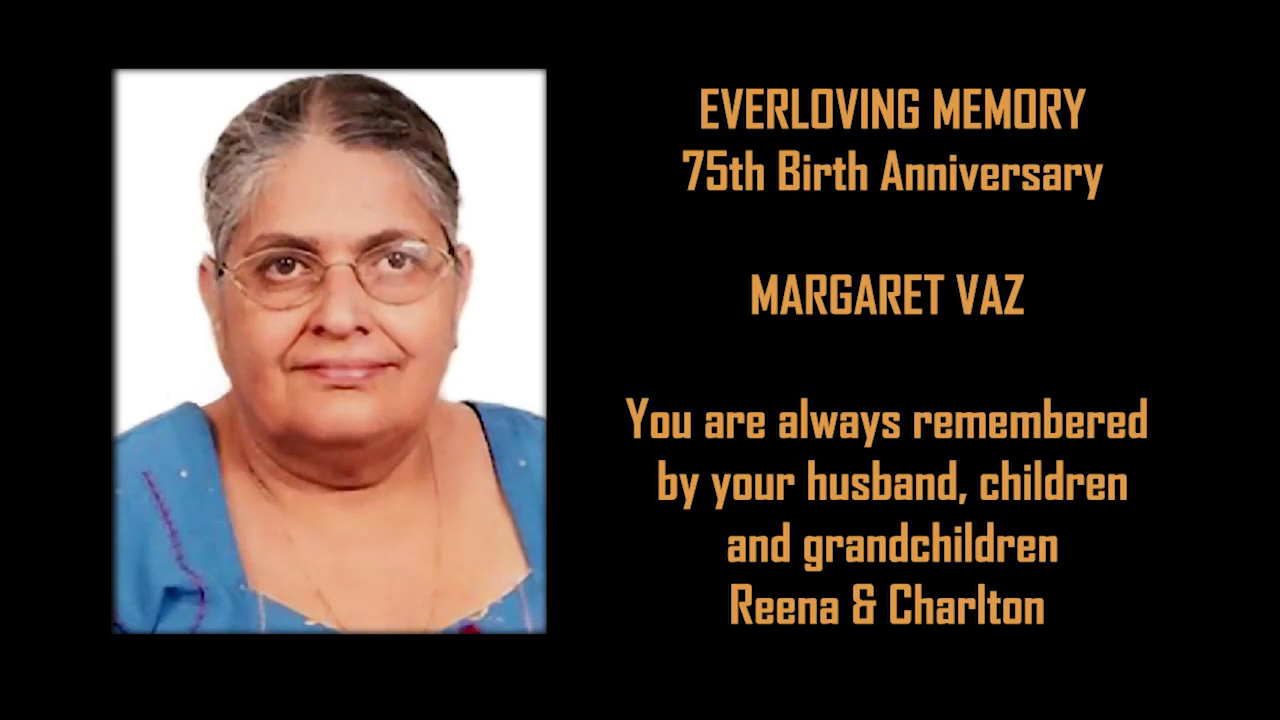 EVERLOVING MEMORY
75th Birth Anniversary
MARGARET VAZ
You are always remembered
by your husband, children
and grandchildren
Reena & Charlton